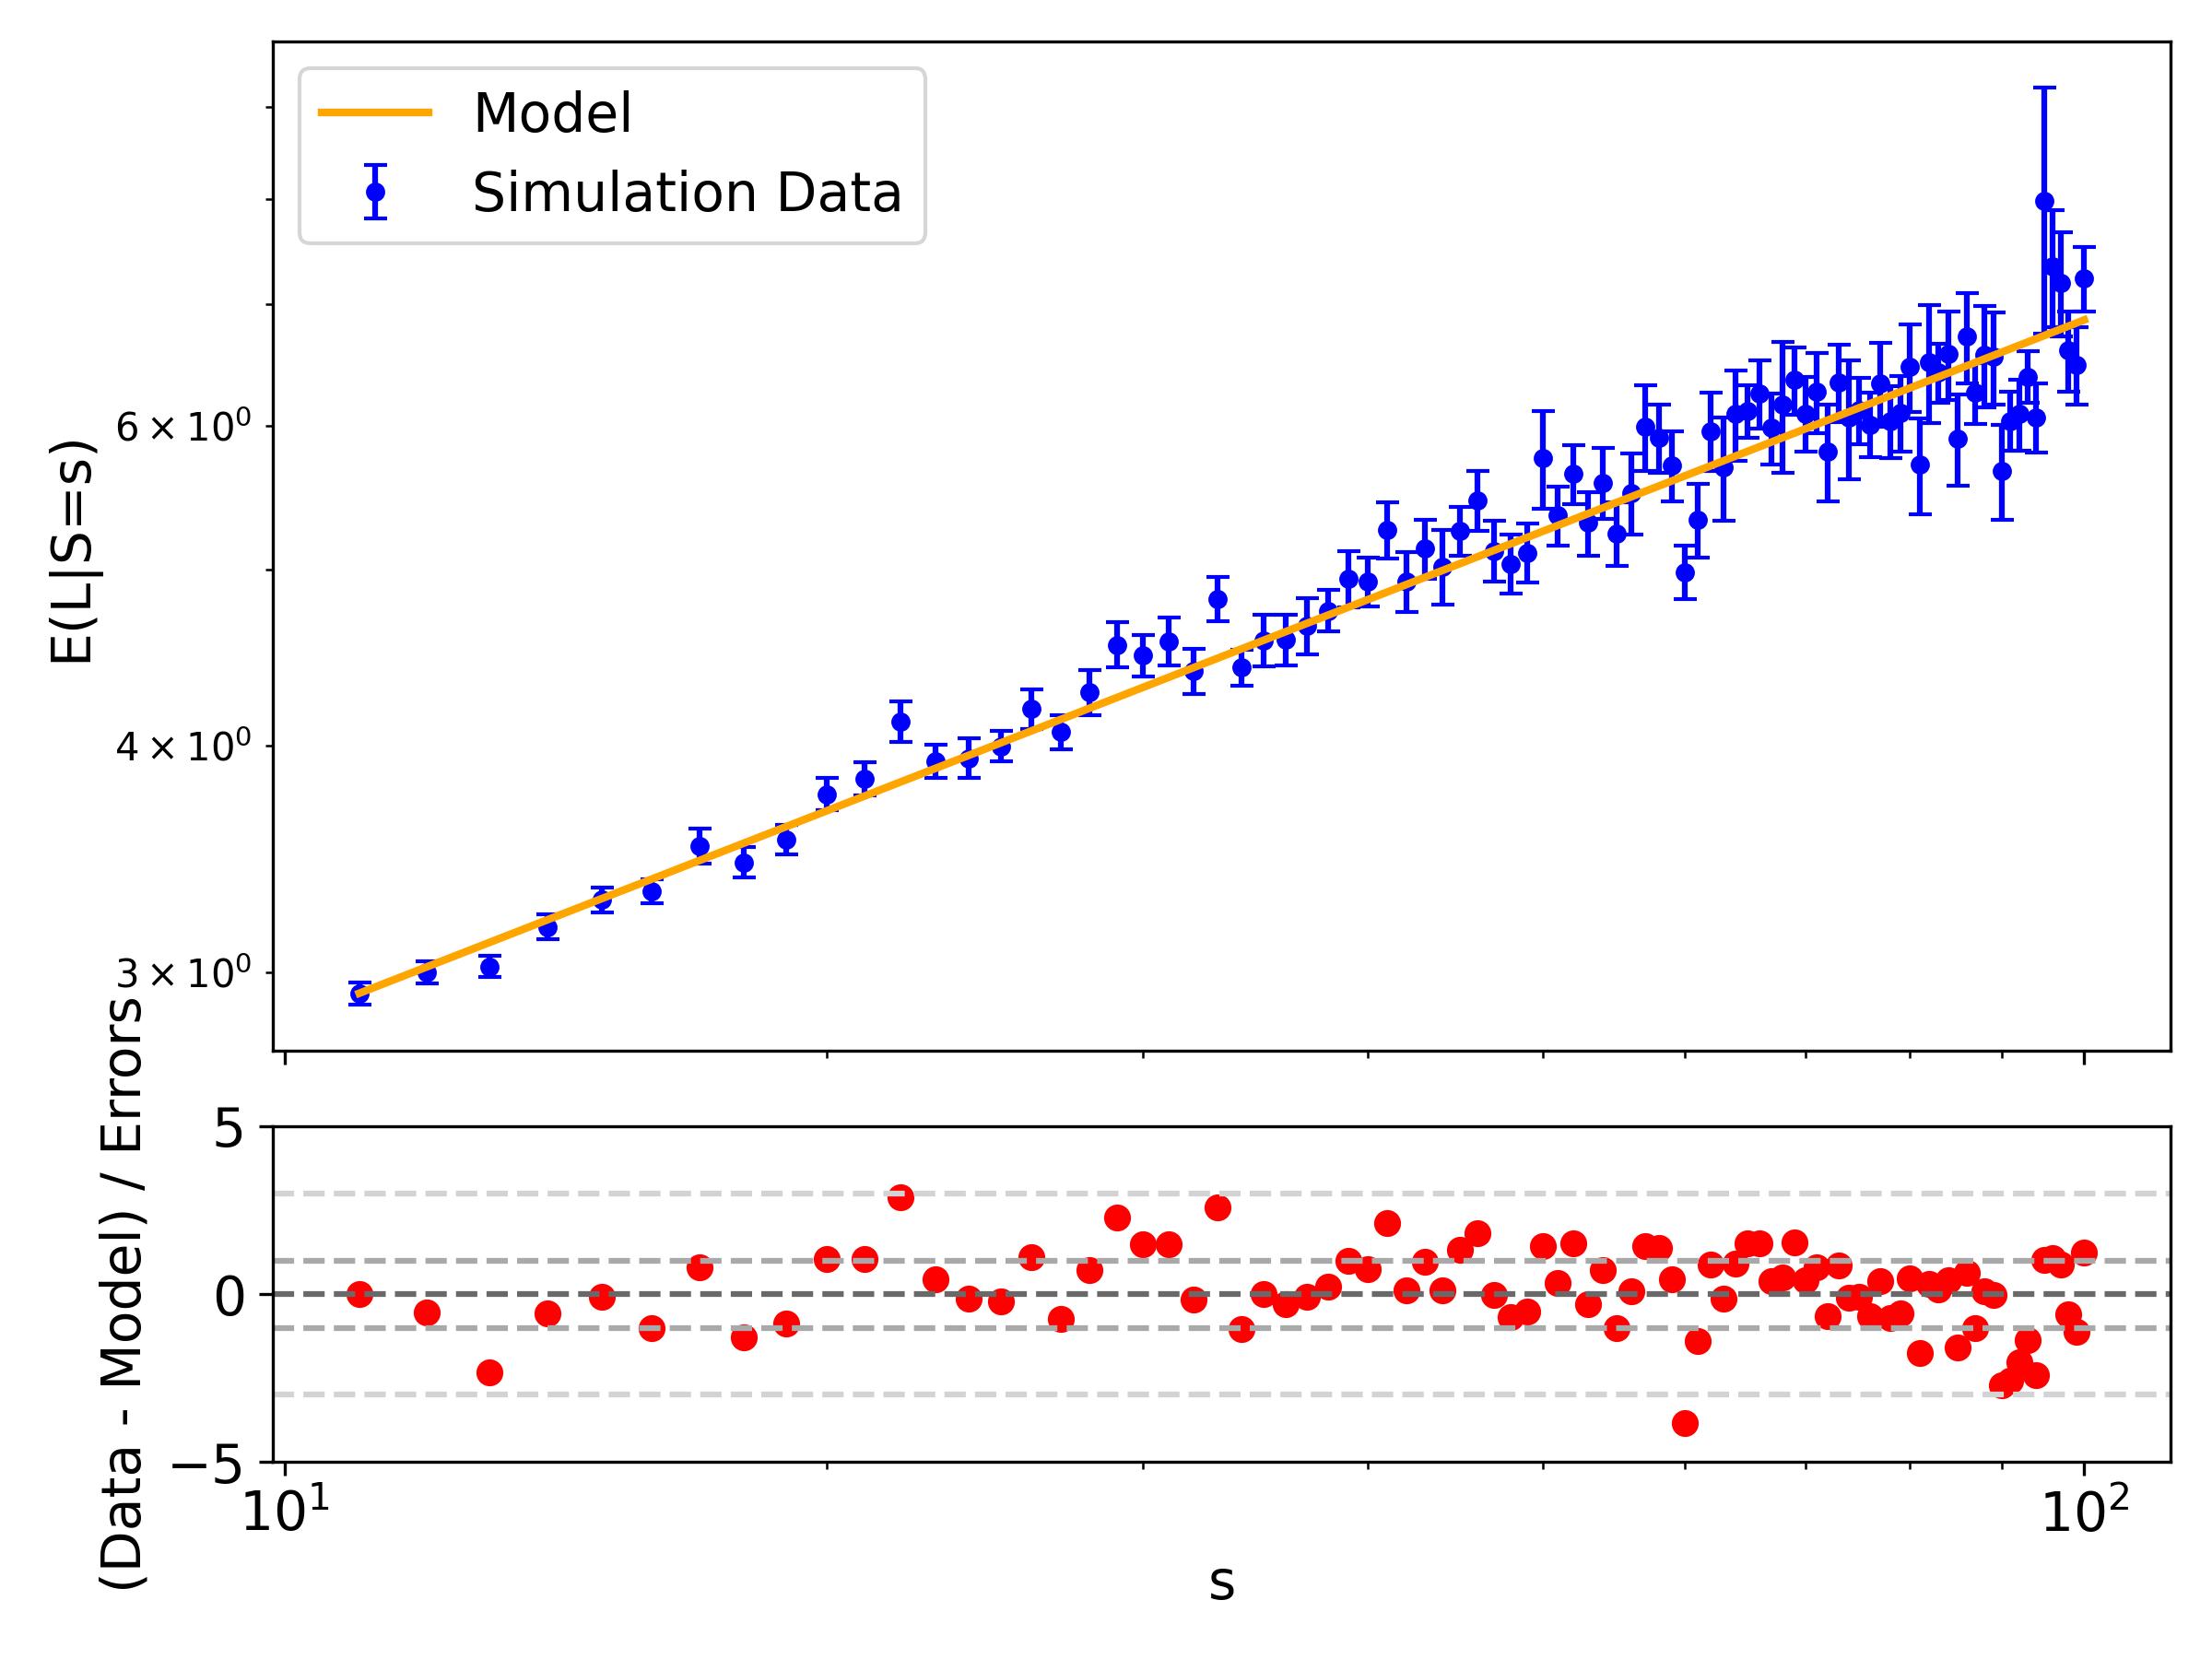 Model
Simulation Data
E(L|S=s)
6 × 10⁰
4 × 10⁰
3 × 10⁰
(Data - Model) / Errors
5
0
−5
10¹
10²
s